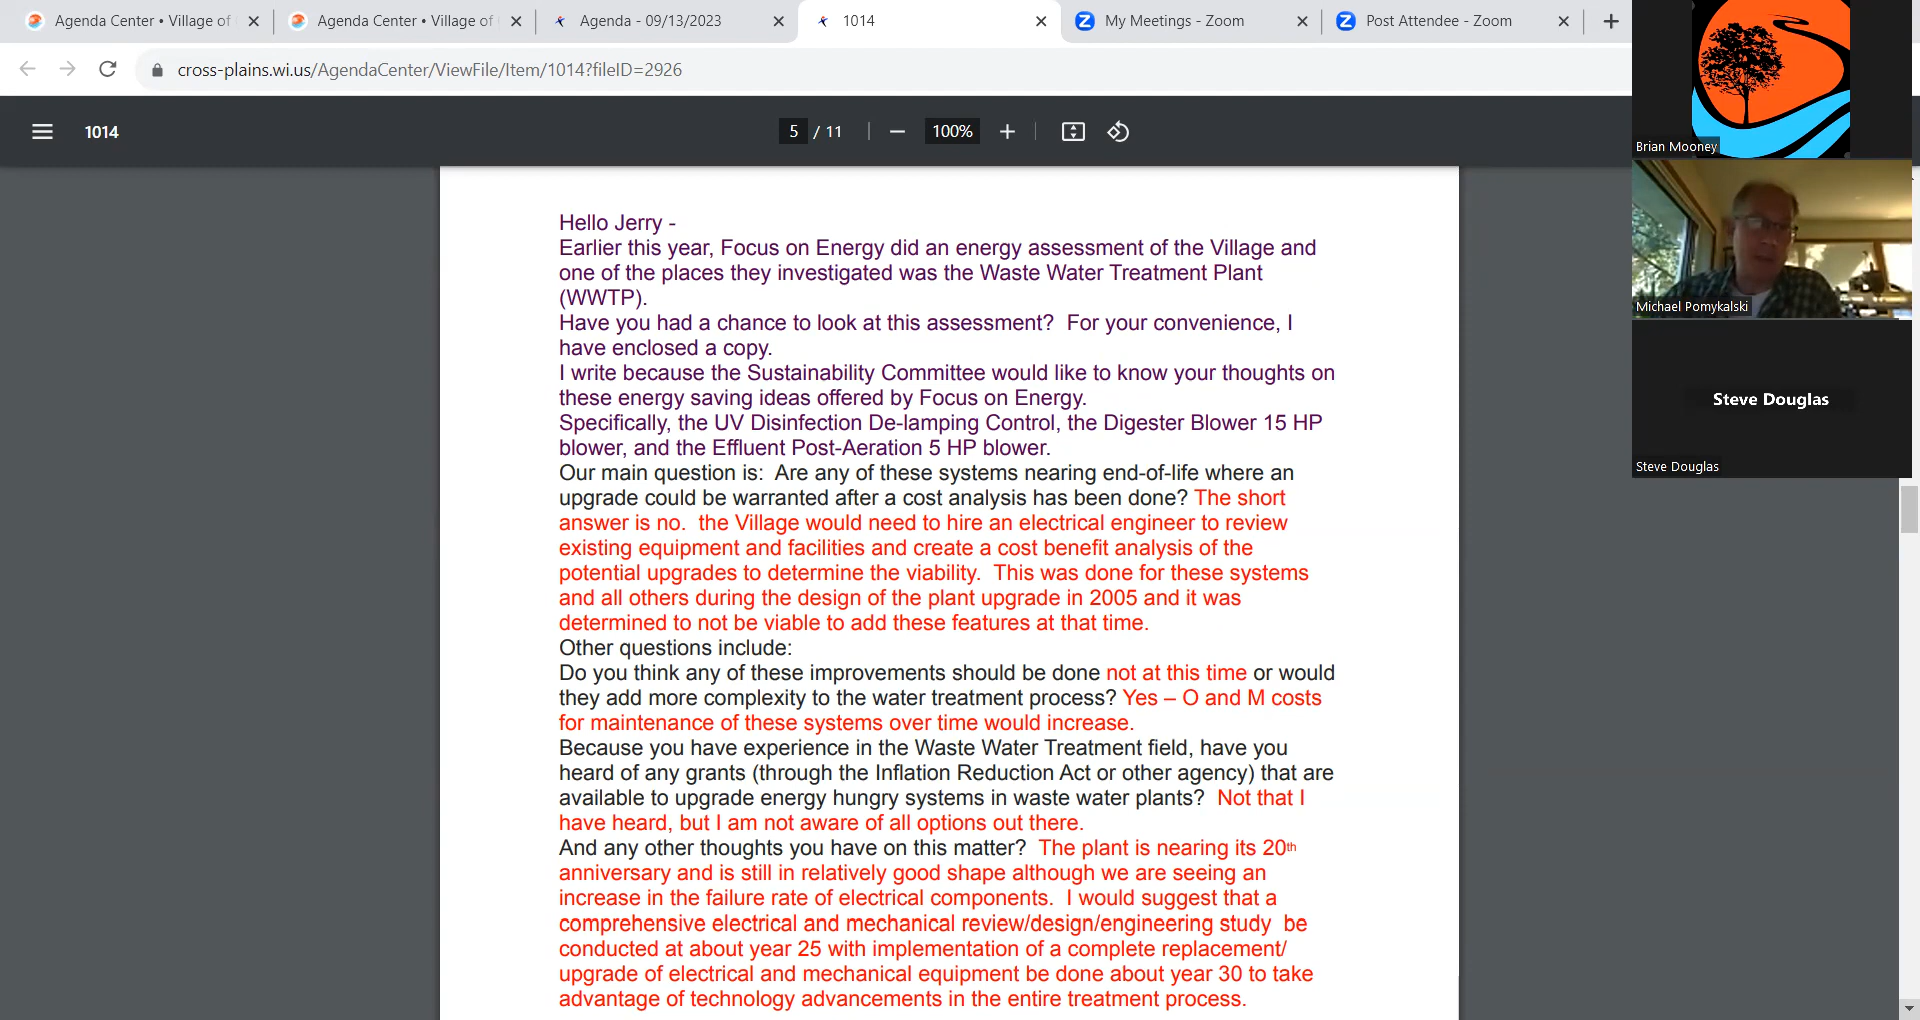 Agenda Center • Village of
Agenda Center • Village of
Agenda - 09/13/2023
1014
My Meetings - Zoom
Post Attendee - Zoom
cross-plains.wi.us/AgendaCenter/ViewFile/Item/1014?fileID=2926
1014
5 / 11
100%
Brian Mooney
Michael Pomykalski
Steve Douglas
Steve Douglas
Hello Jerry -
Earlier this year, Focus on Energy did an energy assessment of the Village and
one of the places they investigated was the Waste Water Treatment Plant
(WWTP).
Have you had a chance to look at this assessment?  For your convenience, I
have enclosed a copy.
I write because the Sustainability Committee would like to know your thoughts on
these energy saving ideas offered by Focus on Energy.
Specifically, the UV Disinfection De-lamping Control, the Digester Blower 15 HP
blower, and the Effluent Post-Aeration 5 HP blower.
Our main question is:  Are any of these systems nearing end-of-life where an
upgrade could be warranted after a cost analysis has been done? The short
answer is no.  the Village would need to hire an electrical engineer to review
existing equipment and facilities and create a cost benefit analysis of the
potential upgrades to determine the viability.  This was done for these systems
and all others during the design of the plant upgrade in 2005 and it was
determined to not be viable to add these features at that time.
Other questions include:
Do you think any of these improvements should be done not at this time or would
they add more complexity to the water treatment process? Yes – O and M costs
for maintenance of these systems over time would increase.
Because you have experience in the Waste Water Treatment field, have you
heard of any grants (through the Inflation Reduction Act or other agency) that are
available to upgrade energy hungry systems in waste water plants?  Not that I
have heard, but I am not aware of all options out there.
And any other thoughts you have on this matter?  The plant is nearing its 20th
anniversary and is still in relatively good shape although we are seeing an
increase in the failure rate of electrical components.  I would suggest that a
comprehensive electrical and mechanical review/design/engineering study  be
conducted at about year 25 with implementation of a complete replacement/
upgrade of electrical and mechanical equipment be done about year 30 to take
advantage of technology advancements in the entire treatment process.